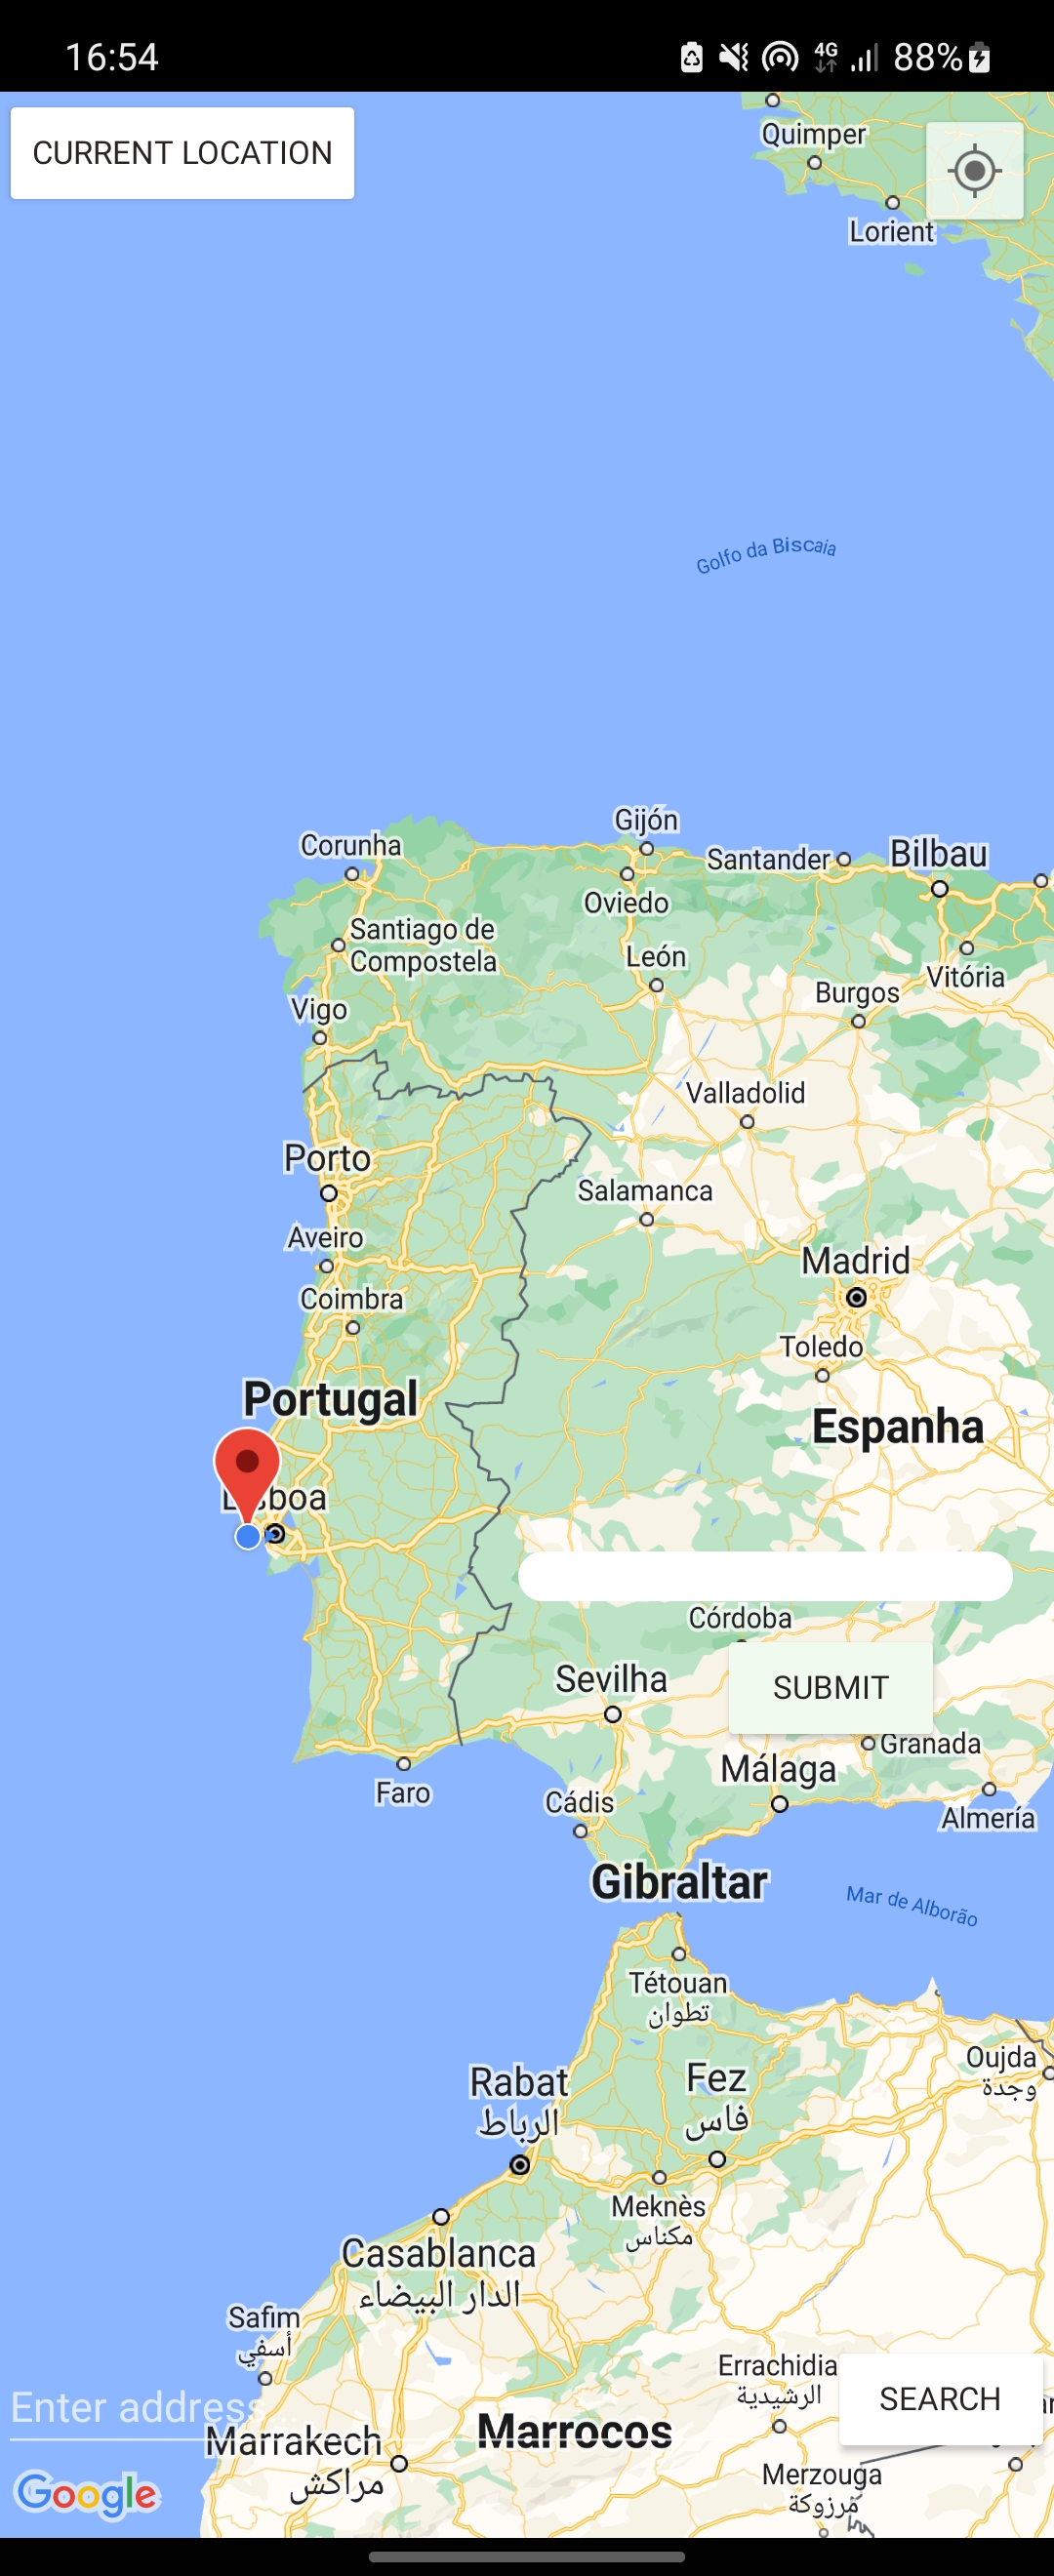 16:54
4G
88%
CURRENT LOCATION
Quimper
Lorient
Golfo da Biscaia
Gijón
Corunha
Santander
Bilbau
Oviedo
Santiago de
Compostela
León
Vitória
Burgos
Vigo
Valladolid
Porto
Salamanca
Aveiro
Madrid
Coimbra
Toledo
Portugal
Espanha
Lisboa
Córdoba
Sevilha
SUBMIT
Granada
Málaga
Faro
Cádis
Almería
Gibraltar
Mar de Alborão
Tétouan
تطوان
Oujda
وجدة
Rabat
الرباط
Fez
فاس
Meknès
مكناس
Casablanca
الدار البيضاء
Safim
أسفي
Errachidia
الرشيدية
SEARCH
Enter address
Marrakech
مراكش
Marrocos
Merzouga
مرزوكة
Google